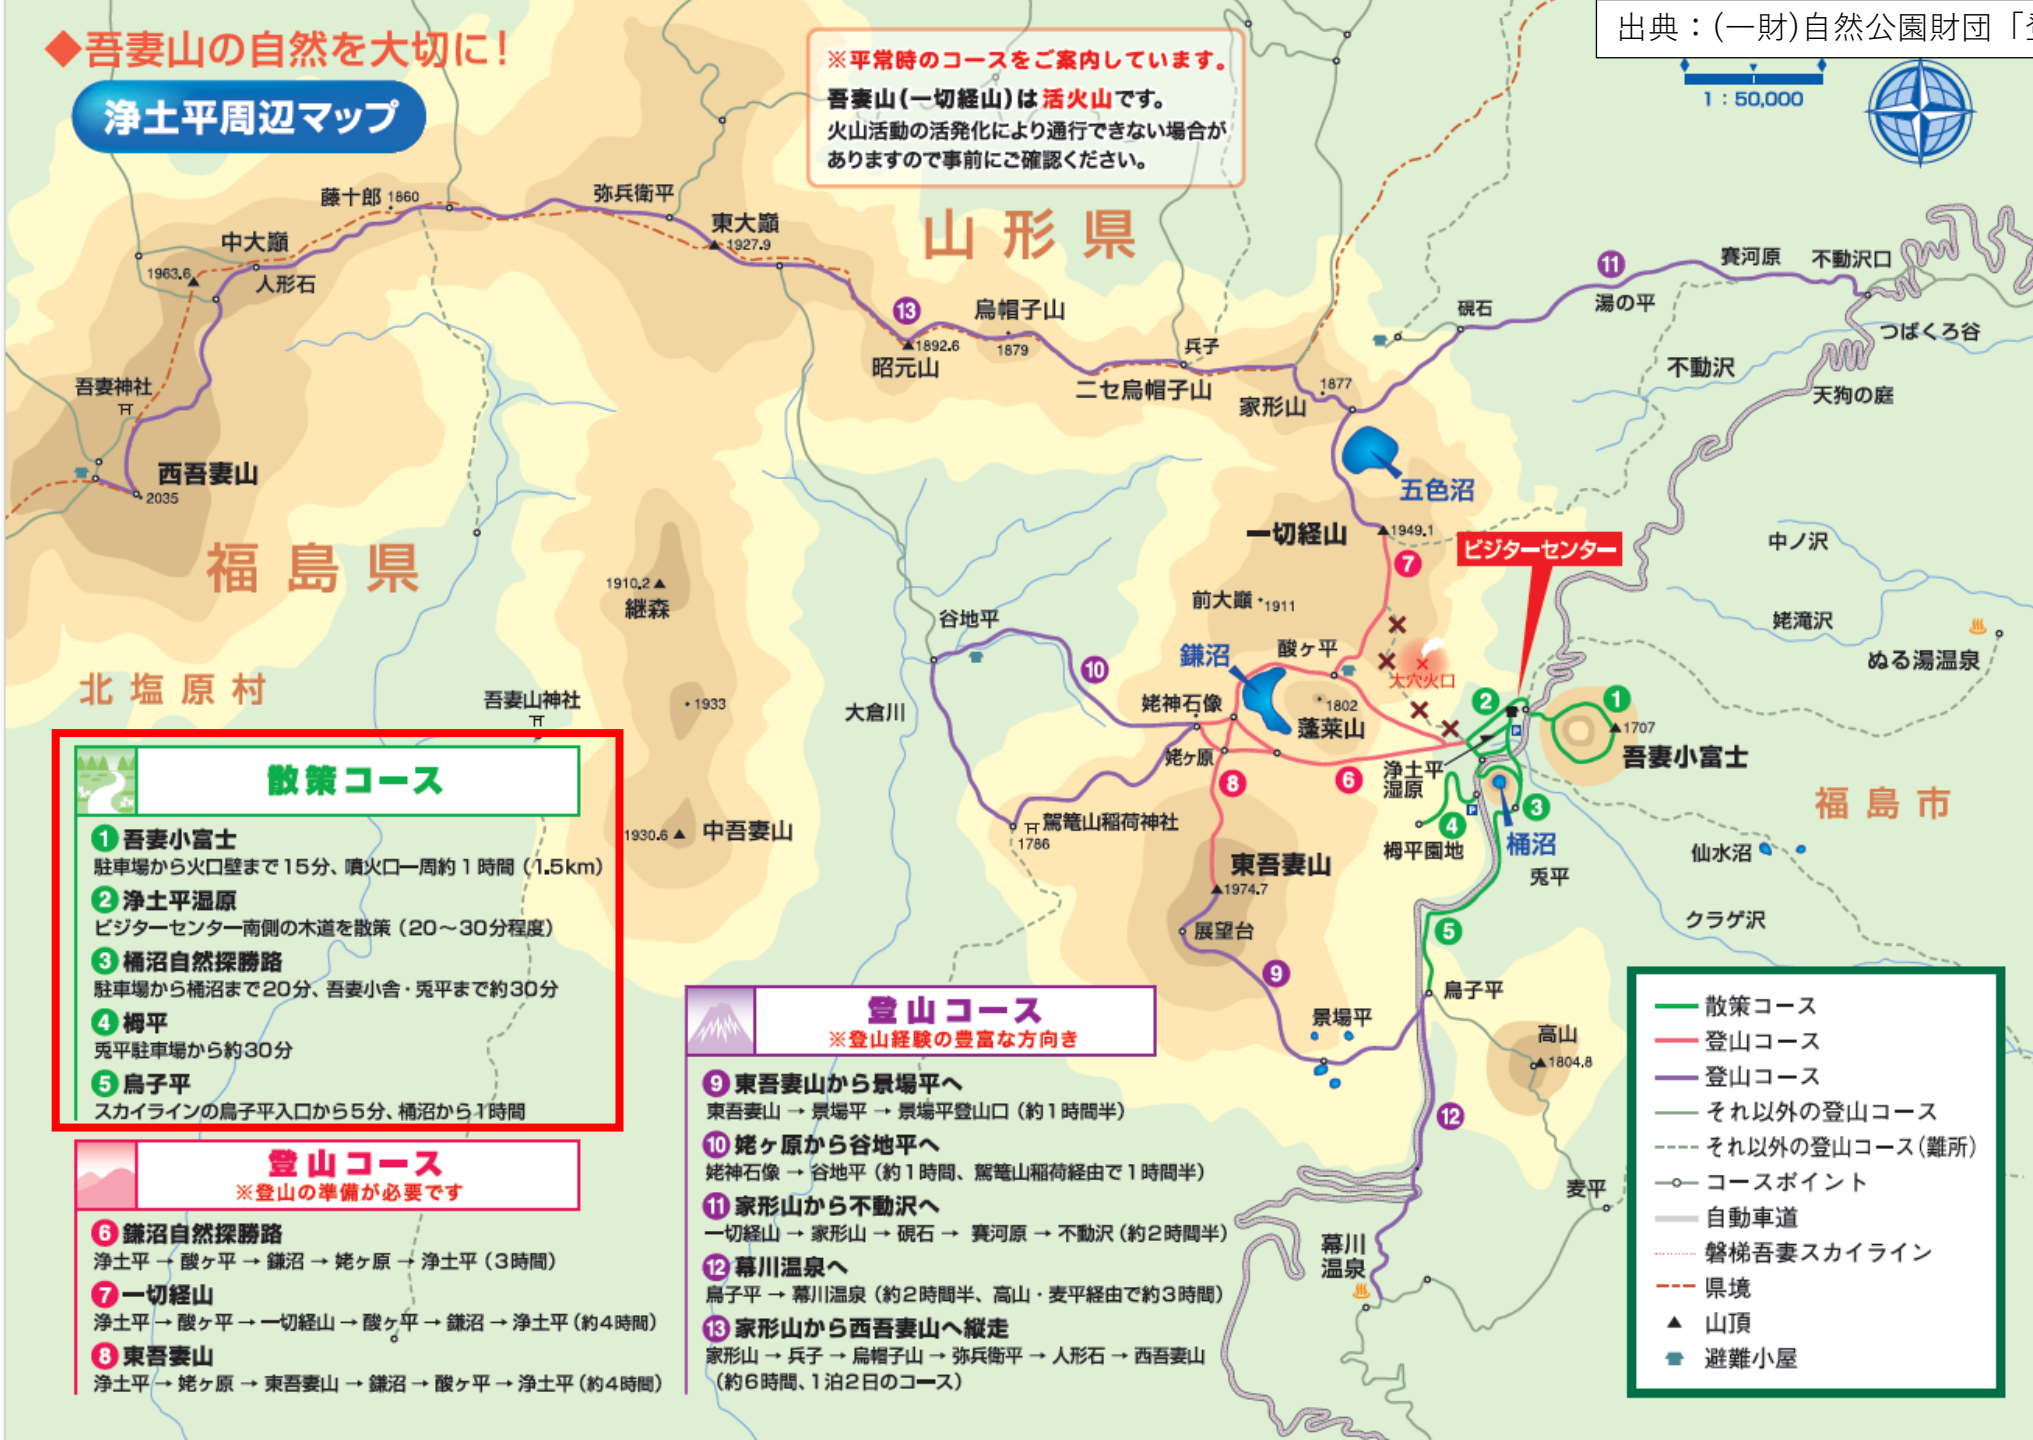 出典：(一財)自然公園財団「
◆吾妻山の自然を大切に！
浄土平周辺マップ
※平常時のコースをご案内しています。
吾妻山(一切経山)は活火山です。
火山活動の活発化により通行できない場合が
ありますので事前にご確認ください。
1：50,000
山形県
福島県
北塩原村
福島市
藤十郎 1860
弥兵衛平
東大巓
1927.9
中大巓
1963.6
人形石
吾妻神社
西吾妻山
2035
13
烏帽子山
1879
1892.6
昭元山
兵子
ニセ烏帽子山
1877
家形山
硯石
11
湯の平
賽河原
不動沢口
つばくろ谷
不動沢
天狗の庭
五色沼
一切経山
1949.1
7
ビジターセンター
中ノ沢
姥滝沢
ぬる湯温泉
1910.2
継森
前大巓 1911
谷地平
鎌沼
酸ヶ平
大穴火口
10
吾妻山神社
1933
大倉川
姥神石像
1802
蓬莱山
2
1
1707
吾妻小富士
P
姥ヶ原
8
6
浄土平
湿原
3
P
4
栂平園地
桶沼
兎平
仙水沼
クラゲ沢
1930.6
中吾妻山
駕篭山稲荷神社
1786
東吾妻山
1974.7
展望台
5
9
鳥子平
景場平
高山
1804.8
12
麦平
幕川
温泉
散策コース
1 吾妻小富士
駐車場から火口壁まで15分、噴火口一周約1時間（1.5km）
2 浄土平湿原
ビジターセンター南側の木道を散策（20〜30分程度）
3 桶沼自然探勝路
駐車場から桶沼まで20分、吾妻小舎・兎平まで約30分
4 栂平
兎平駐車場から約30分
5 鳥子平
スカイラインの鳥子平入口から5分、桶沼から1時間
登山コース
※登山の準備が必要です
6 鎌沼自然探勝路
浄土平 → 酸ヶ平 → 鎌沼 → 姥ヶ原 → 浄土平（3時間）
7 一切経山
浄土平 → 酸ヶ平 → 一切経山 → 酸ヶ平 → 鎌沼 → 浄土平（約4時間）
8 東吾妻山
浄土平 → 姥ヶ原 → 東吾妻山 → 鎌沼 → 酸ヶ平 → 浄土平（約4時間）
登山コース
※登山経験の豊富な方向き
9 東吾妻山から景場平へ
東吾妻山 → 景場平 → 景場平登山口（約1時間半）
10 姥ヶ原から谷地平へ
姥神石像 → 谷地平（約1時間、駕篭山稲荷経由で1時間半）
11 家形山から不動沢へ
一切経山 → 家形山 → 硯石 → 賽河原 → 不動沢（約2時間半）
12 幕川温泉へ
鳥子平 → 幕川温泉（約2時間半、高山・麦平経由で約3時間）
13 家形山から西吾妻山へ縦走
家形山 → 兵子 → 烏帽子山 → 弥兵衛平 → 人形石 → 西吾妻山
（約6時間、1泊2日のコース）
散策コース
登山コース
登山コース
それ以外の登山コース
それ以外の登山コース(難所)
コースポイント
自動車道
磐梯吾妻スカイライン
県境
山頂
避難小屋